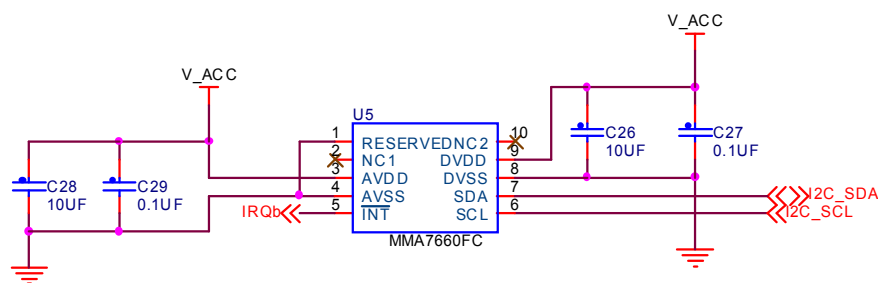 V_ACC
V_ACC
U5
1 RESERVED NC2 10
2 NC1 DVDD 9
3 AVDD DVSS 8
4 AVSS SDA 7
5 INT SCL 6
MMA7660FC
C28
10UF
C29
0.1UF
C26
10UF
C27
0.1UF
IRQb
I2C_SDA
I2C_SCL